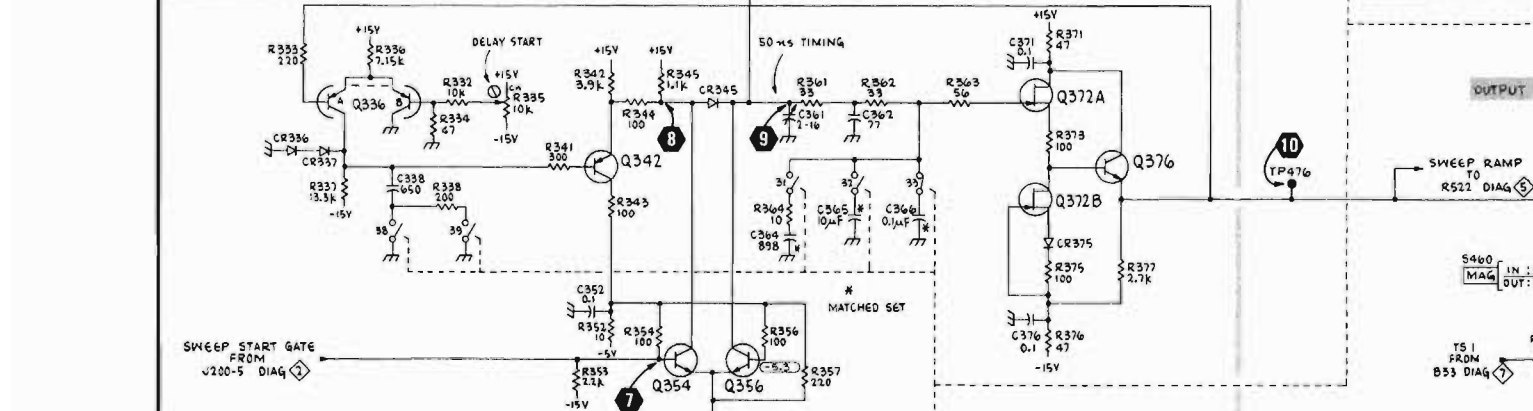 +15V
R333
220
R336
7.15K
A
Q336
B
DELAY START
R332
10K
+15V
CW
R335
10K
R334
67
-15V
CR336
CR337
R337
13.3K
-15V
C338
650
R338
200
38
39
R341
300
+15V
R342
3.9K
+15V
R345
1.1K
R344
100
CR345
8
Q342
R343
100
50 ns TIMING
9
R361
33
C361
2-16
R362
33
C362
77
R363
56
31
32
33
R364
10
C364
898
*
C365
10µF
*
C366
0.1µF
*
*
MATCHED SET
+15V
R371
47
C371
0.1
Q372A
R373
100
Q376
Q372B
CR375
R375
100
R377
2.7K
C376
0.1
R376
47
-15V
10
TP476
SWEEP RAMP
TO
R522 DIAG 5
OUTPUT
S460
MAG
IN :
OUT:
TS 1
FROM
B33 DIAG 7
C352
0.1
R352
10
-5V
R354
100
R356
100
-5.3
R357
220
Q354
Q356
SWEEP START GATE
FROM
J200-5 DIAG 2
R353
2.2K
-15V
7